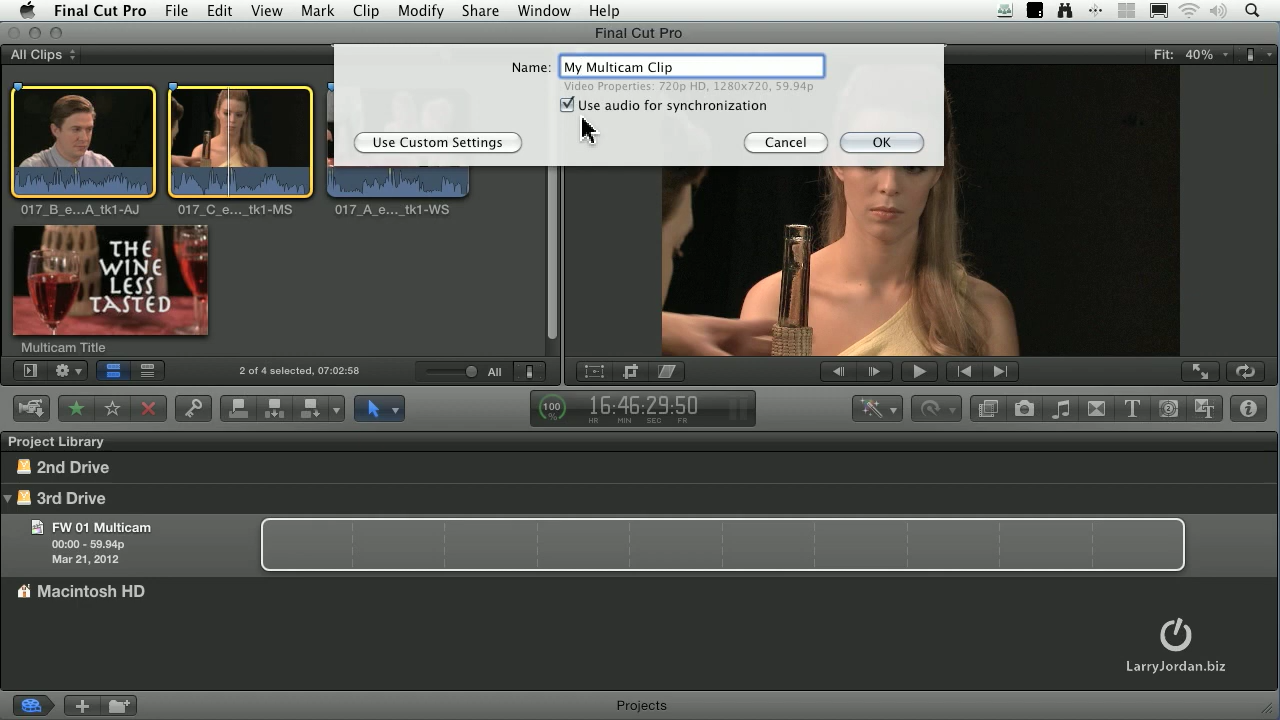 Final Cut Pro File Edit View Mark Clip Modify Share Window Help
Final Cut Pro
All Clips
Fit: 40%
Name: My Multicam Clip
Video Properties: 720p HD, 1280x720, 59.94p
Use audio for synchronization
Use Custom Settings Cancel OK
017_B_e...A_tk1-AJ 017_C_e..._tk1-MS 017_A_e..._tk1-WS
THE
WINE
LESS
TASTED
Multicam Title
2 of 4 selected, 07:02:58 All
100 % 16:46:29:50
HR MIN SEC FR
Project Library
2nd Drive
3rd Drive
FW 01 Multicam
00:00 - 59.94p
Mar 21, 2012
Macintosh HD
LarryJordan.biz
Projects